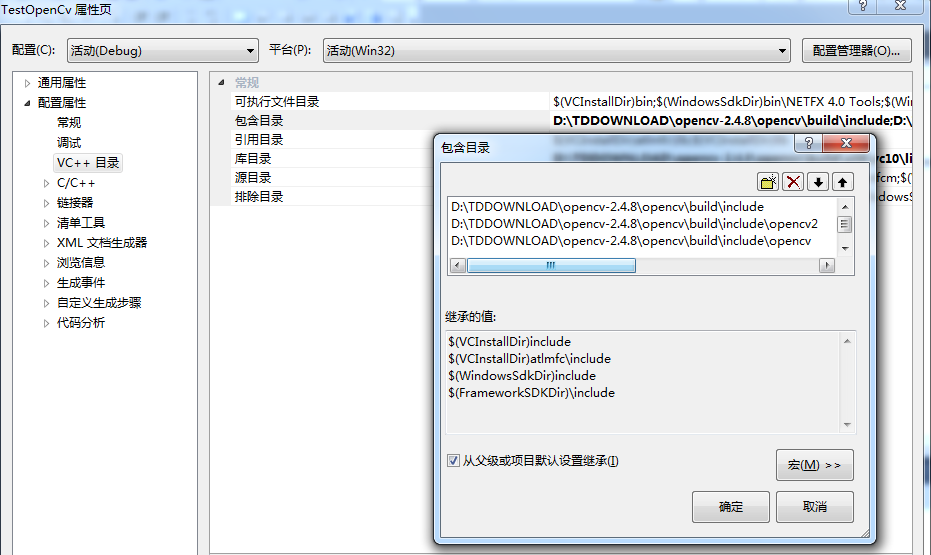 TestOpenCv 属性页
配置(C): 活动(Debug) 平台(P): 活动(Win32) 配置管理器(O)...
通用属性
配置属性
常规
调试
VC++ 目录
C/C++
链接器
清单工具
XML 文档生成器
浏览信息
生成事件
自定义生成步骤
代码分析
常规
可执行文件目录 $(VCInstallDir)bin;$(WindowsSdkDir)bin\NETFX 4.0 Tools;$(Win
包含目录 D:\TDDOWNLOAD\opencv-2.4.8\opencv\build\include;D:\
引用目录
库目录 vc10\li
源目录 fcm;$(
排除目录 dowsS
包含目录
D:\TDDOWNLOAD\opencv-2.4.8\opencv\build\include
D:\TDDOWNLOAD\opencv-2.4.8\opencv\build\include\opencv2
D:\TDDOWNLOAD\opencv-2.4.8\opencv\build\include\opencv
继承的值:
$(VCInstallDir)include
$(VCInstallDir)atlmfc\include
$(WindowsSdkDir)include
$(FrameworkSDKDir)\include
从父级或项目默认设置继承(I)
宏(M) >>
确定 取消